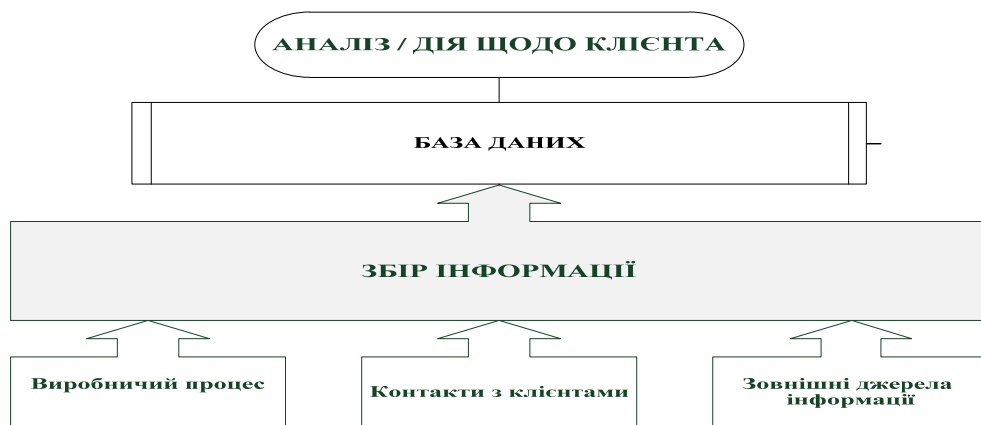 АНАЛІЗ / ДІЯ ЩОДО КЛІЄНТА
БАЗА ДАНИХ
ЗБІР ІНФОРМАЦІЇ
Виробничий процес
Контакти з клієнтами
Зовнішні джерела
інформації